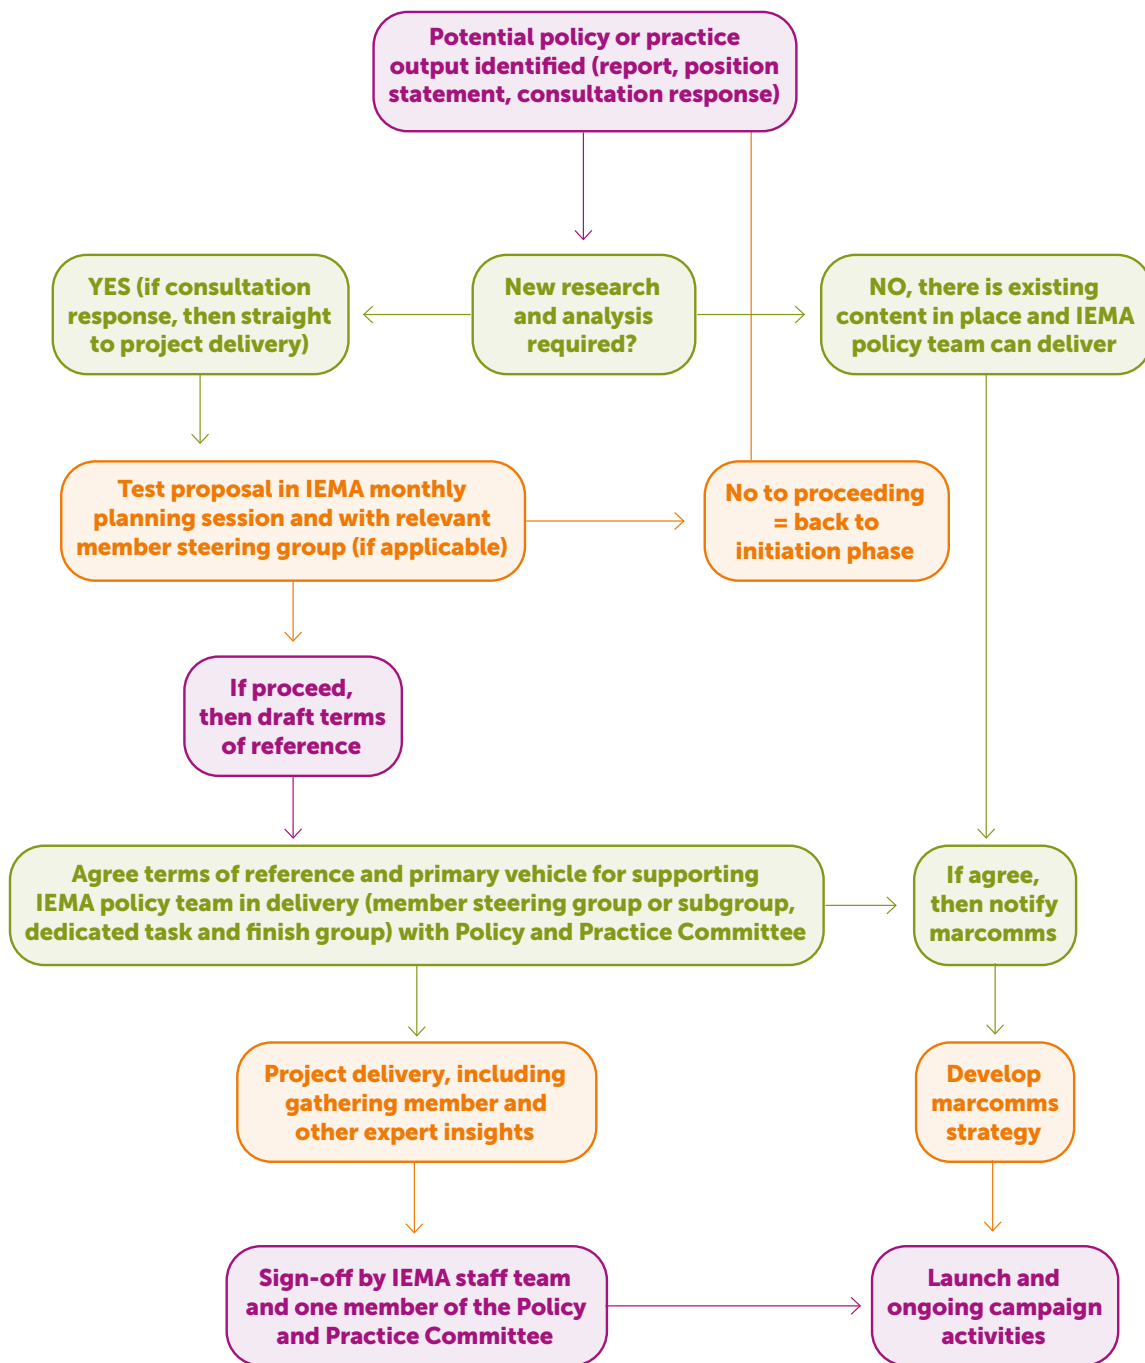 Potential policy or practice
output identified (report, position
statement, consultation response)
YES (if consultation
response, then straight
to project delivery)
New research
and analysis
required?
NO, there is existing
content in place and IEMA
policy team can deliver
Test proposal in IEMA monthly
planning session and with relevant
member steering group (if applicable)
No to proceeding
= back to
initiation phase
If proceed,
then draft terms
of reference
Agree terms of reference and primary vehicle for supporting
IEMA policy team in delivery (member steering group or subgroup,
dedicated task and finish group) with Policy and Practice Committee
If agree,
then notify
marcomms
Project delivery, including
gathering member and
other expert insights
Develop
marcomms
strategy
Sign-off by IEMA staff team
and one member of the Policy
and Practice Committee
Launch and
ongoing campaign
activities